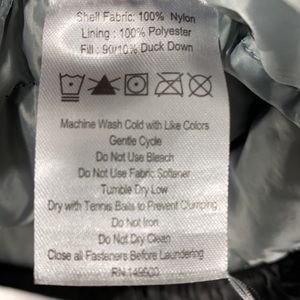 Shell Fabric: 100% Nylon
Lining : 100% Polyester
Fill : 90/10% Duck Down
Machine Wash Cold with Like Colors
Gentle Cycle
Do Not Use Bleach
Do Not Use Fabric Softener
Tumble Dry Low
Dry with Tennis Balls to Prevent Clumping
Do Not Iron
Do Not Dry Clean
Close all Fasteners Before Laundering
RN 149600